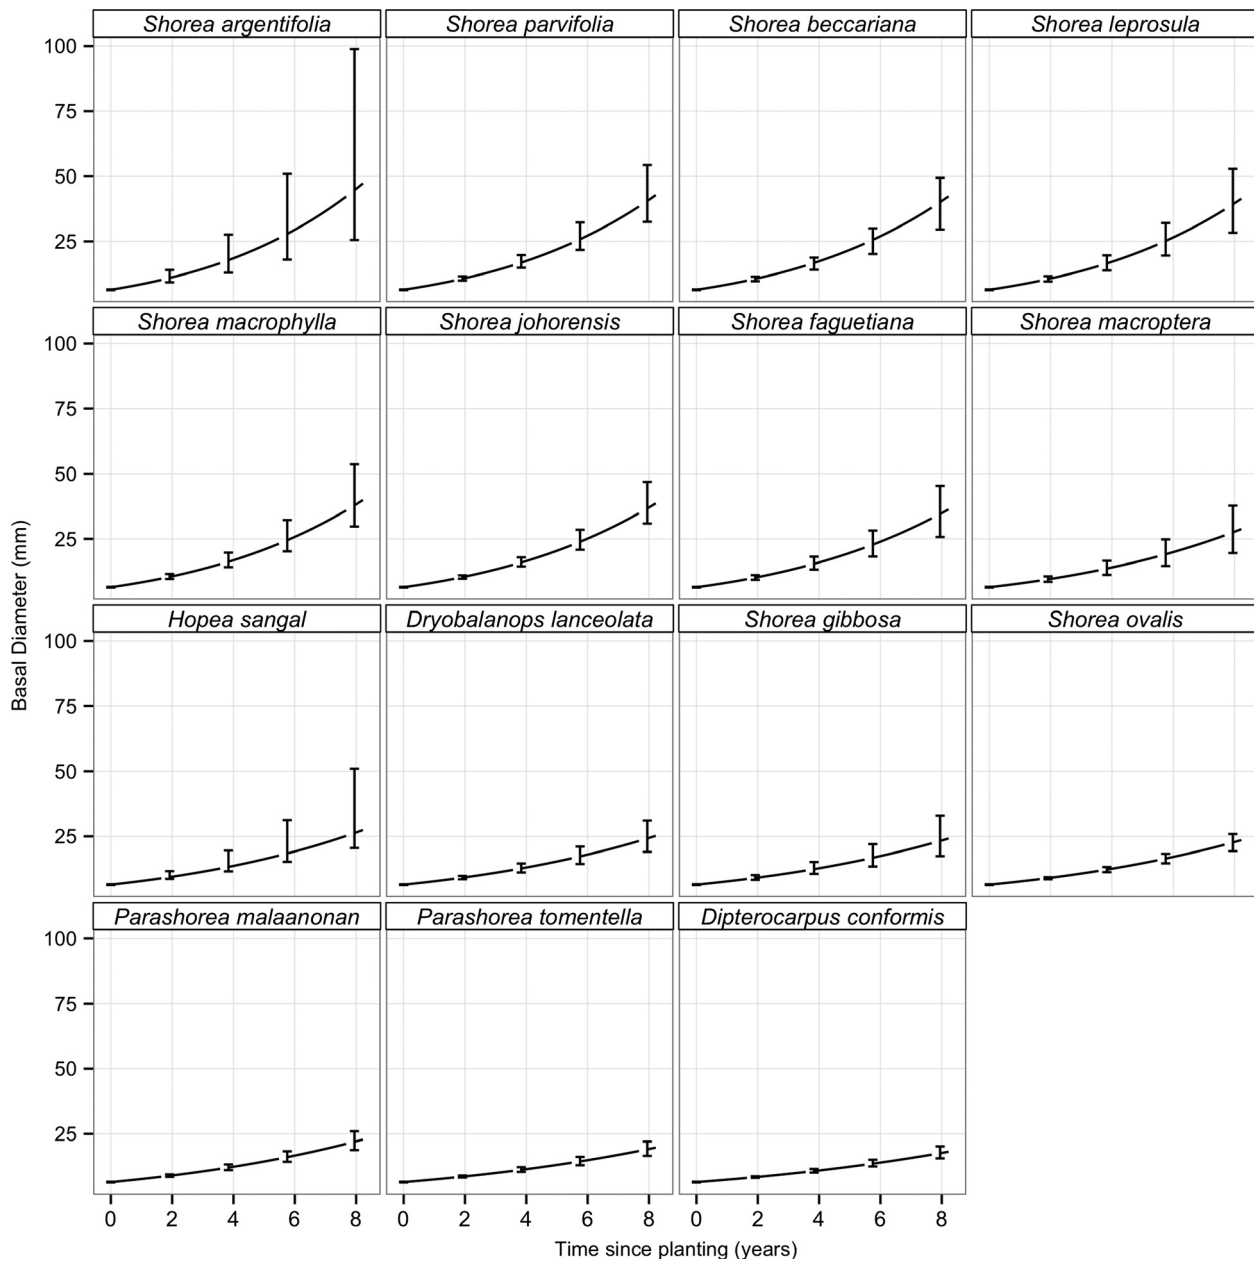 Shorea argentifolia Shorea parvifolia Shorea beccariana Shorea leprosula
100
75
50
25
Shorea macrophylla Shorea johorensis Shorea faguetiana Shorea macroptera
100
75
50
25
Basal Diameter (mm)
Hopea sangal Dryobalanops lanceolata Shorea gibbosa Shorea ovalis
100
75
50
25
Parashorea malaanonan Parashorea tomentella Dipterocarpus conformis
100
75
50
25
0 2 4 6 8 0 2 4 6 8 0 2 4 6 8
Time since planting (years)